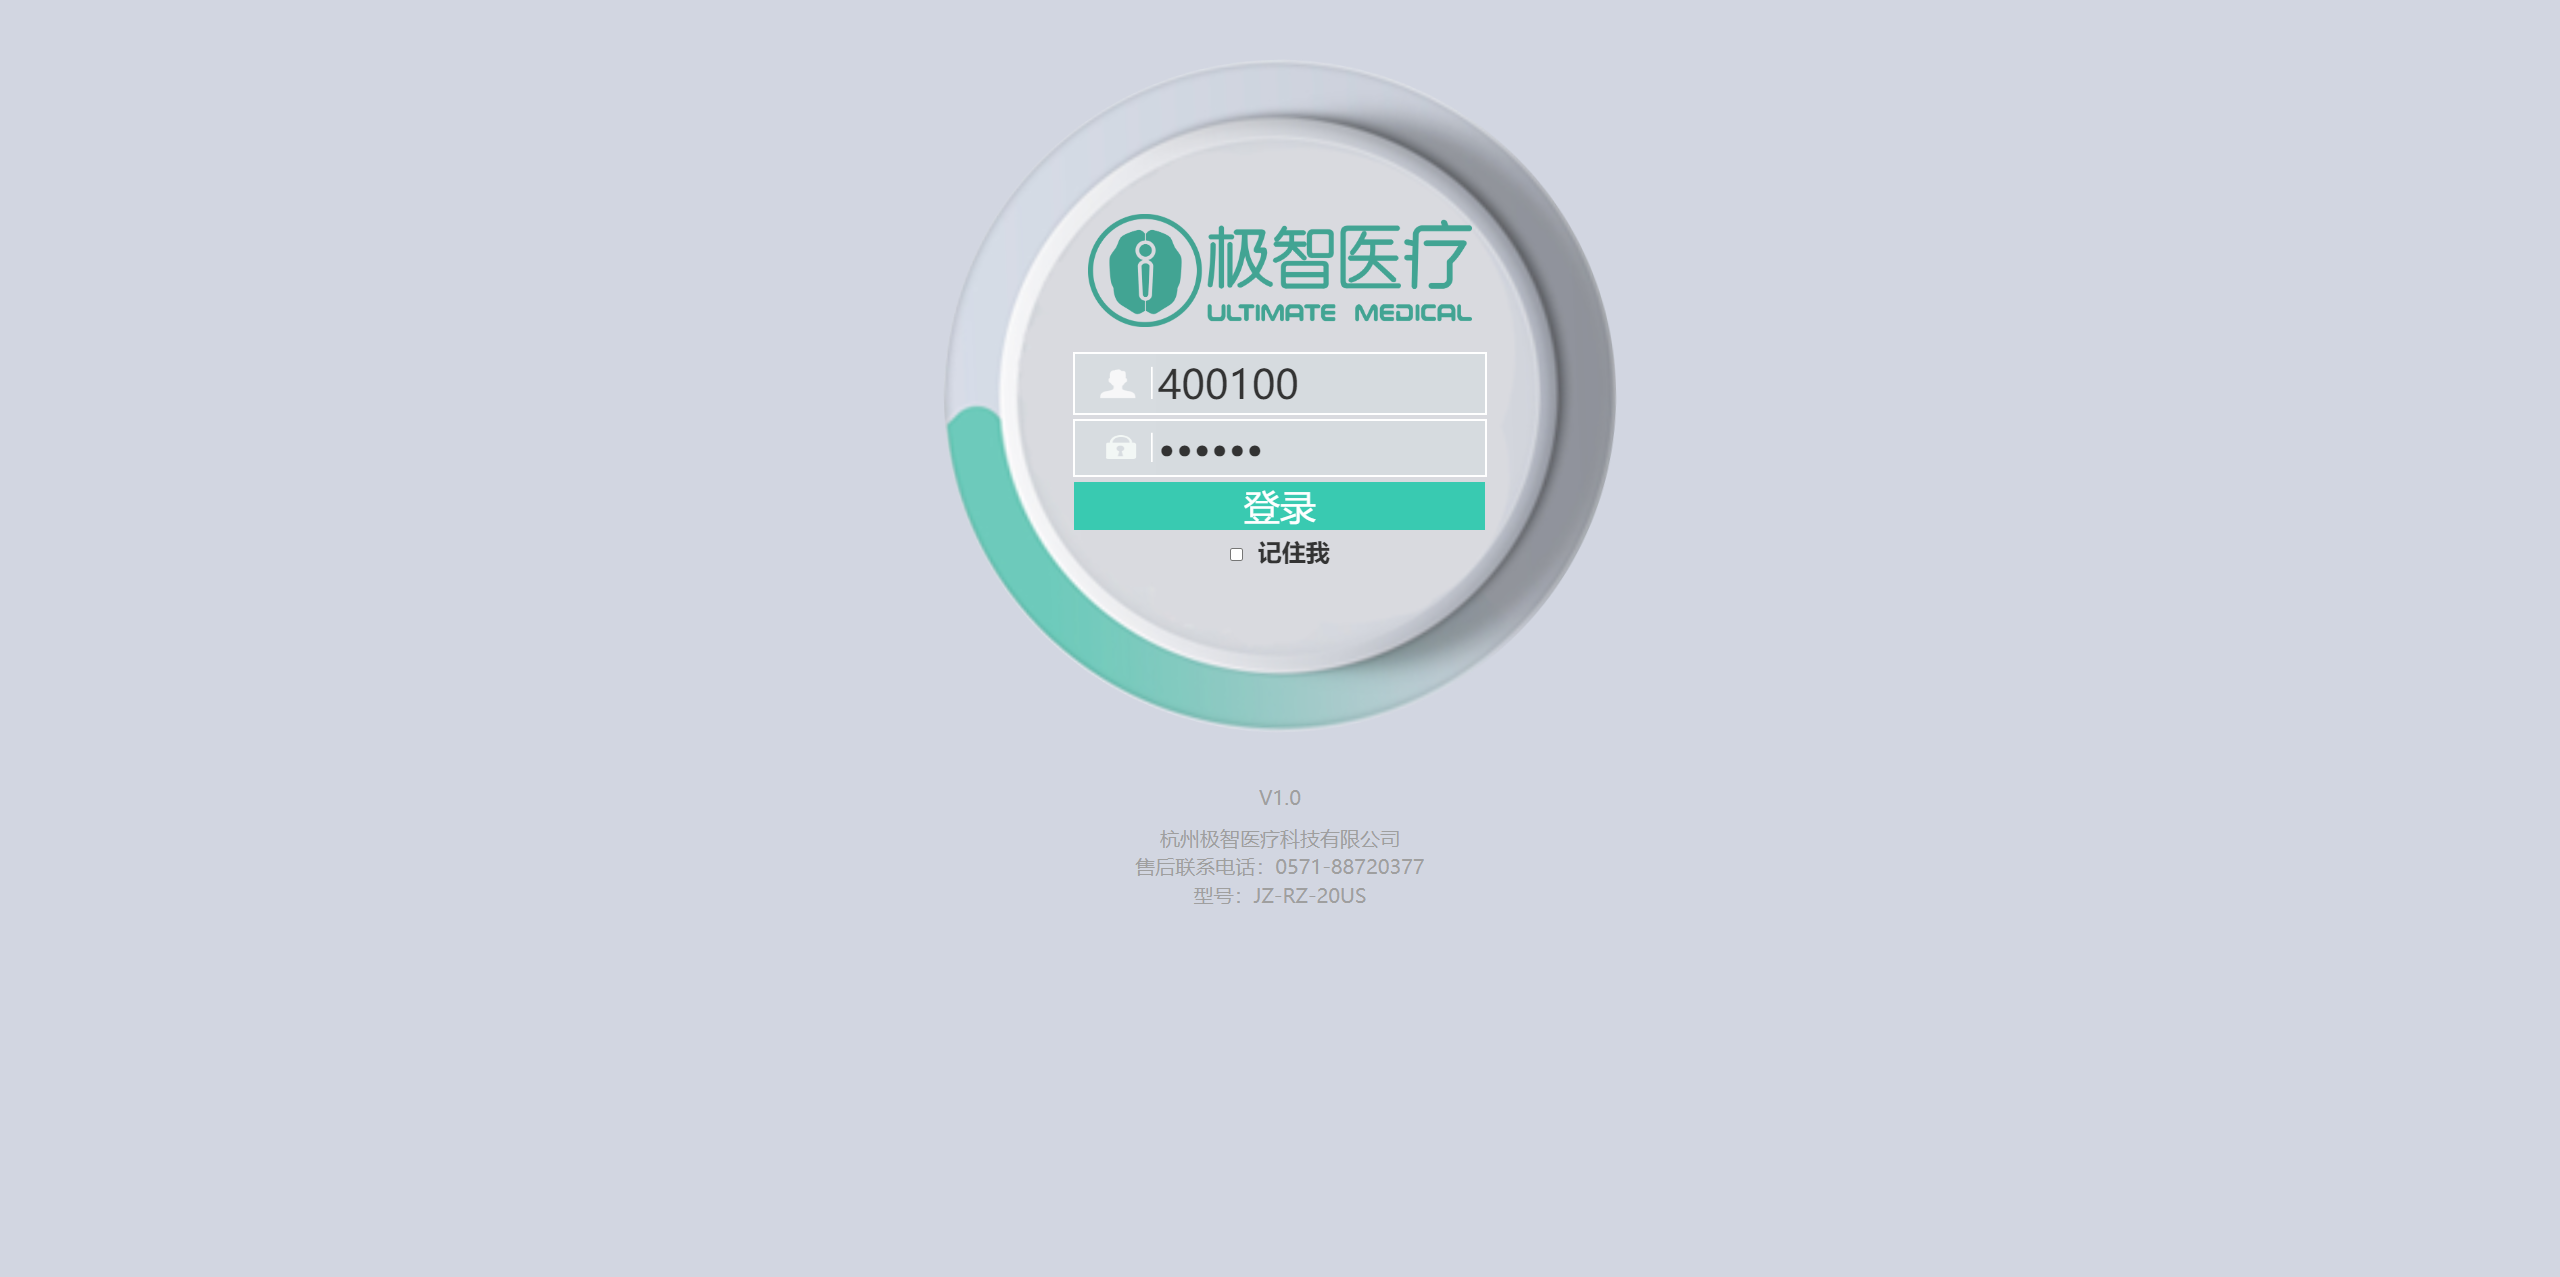 极智医疗
ULTIMATE MEDICAL
400100
••••••
登录
记住我
V1.0
杭州极智医疗科技有限公司
售后联系电话：0571-88720377
型号：JZ-RZ-20US